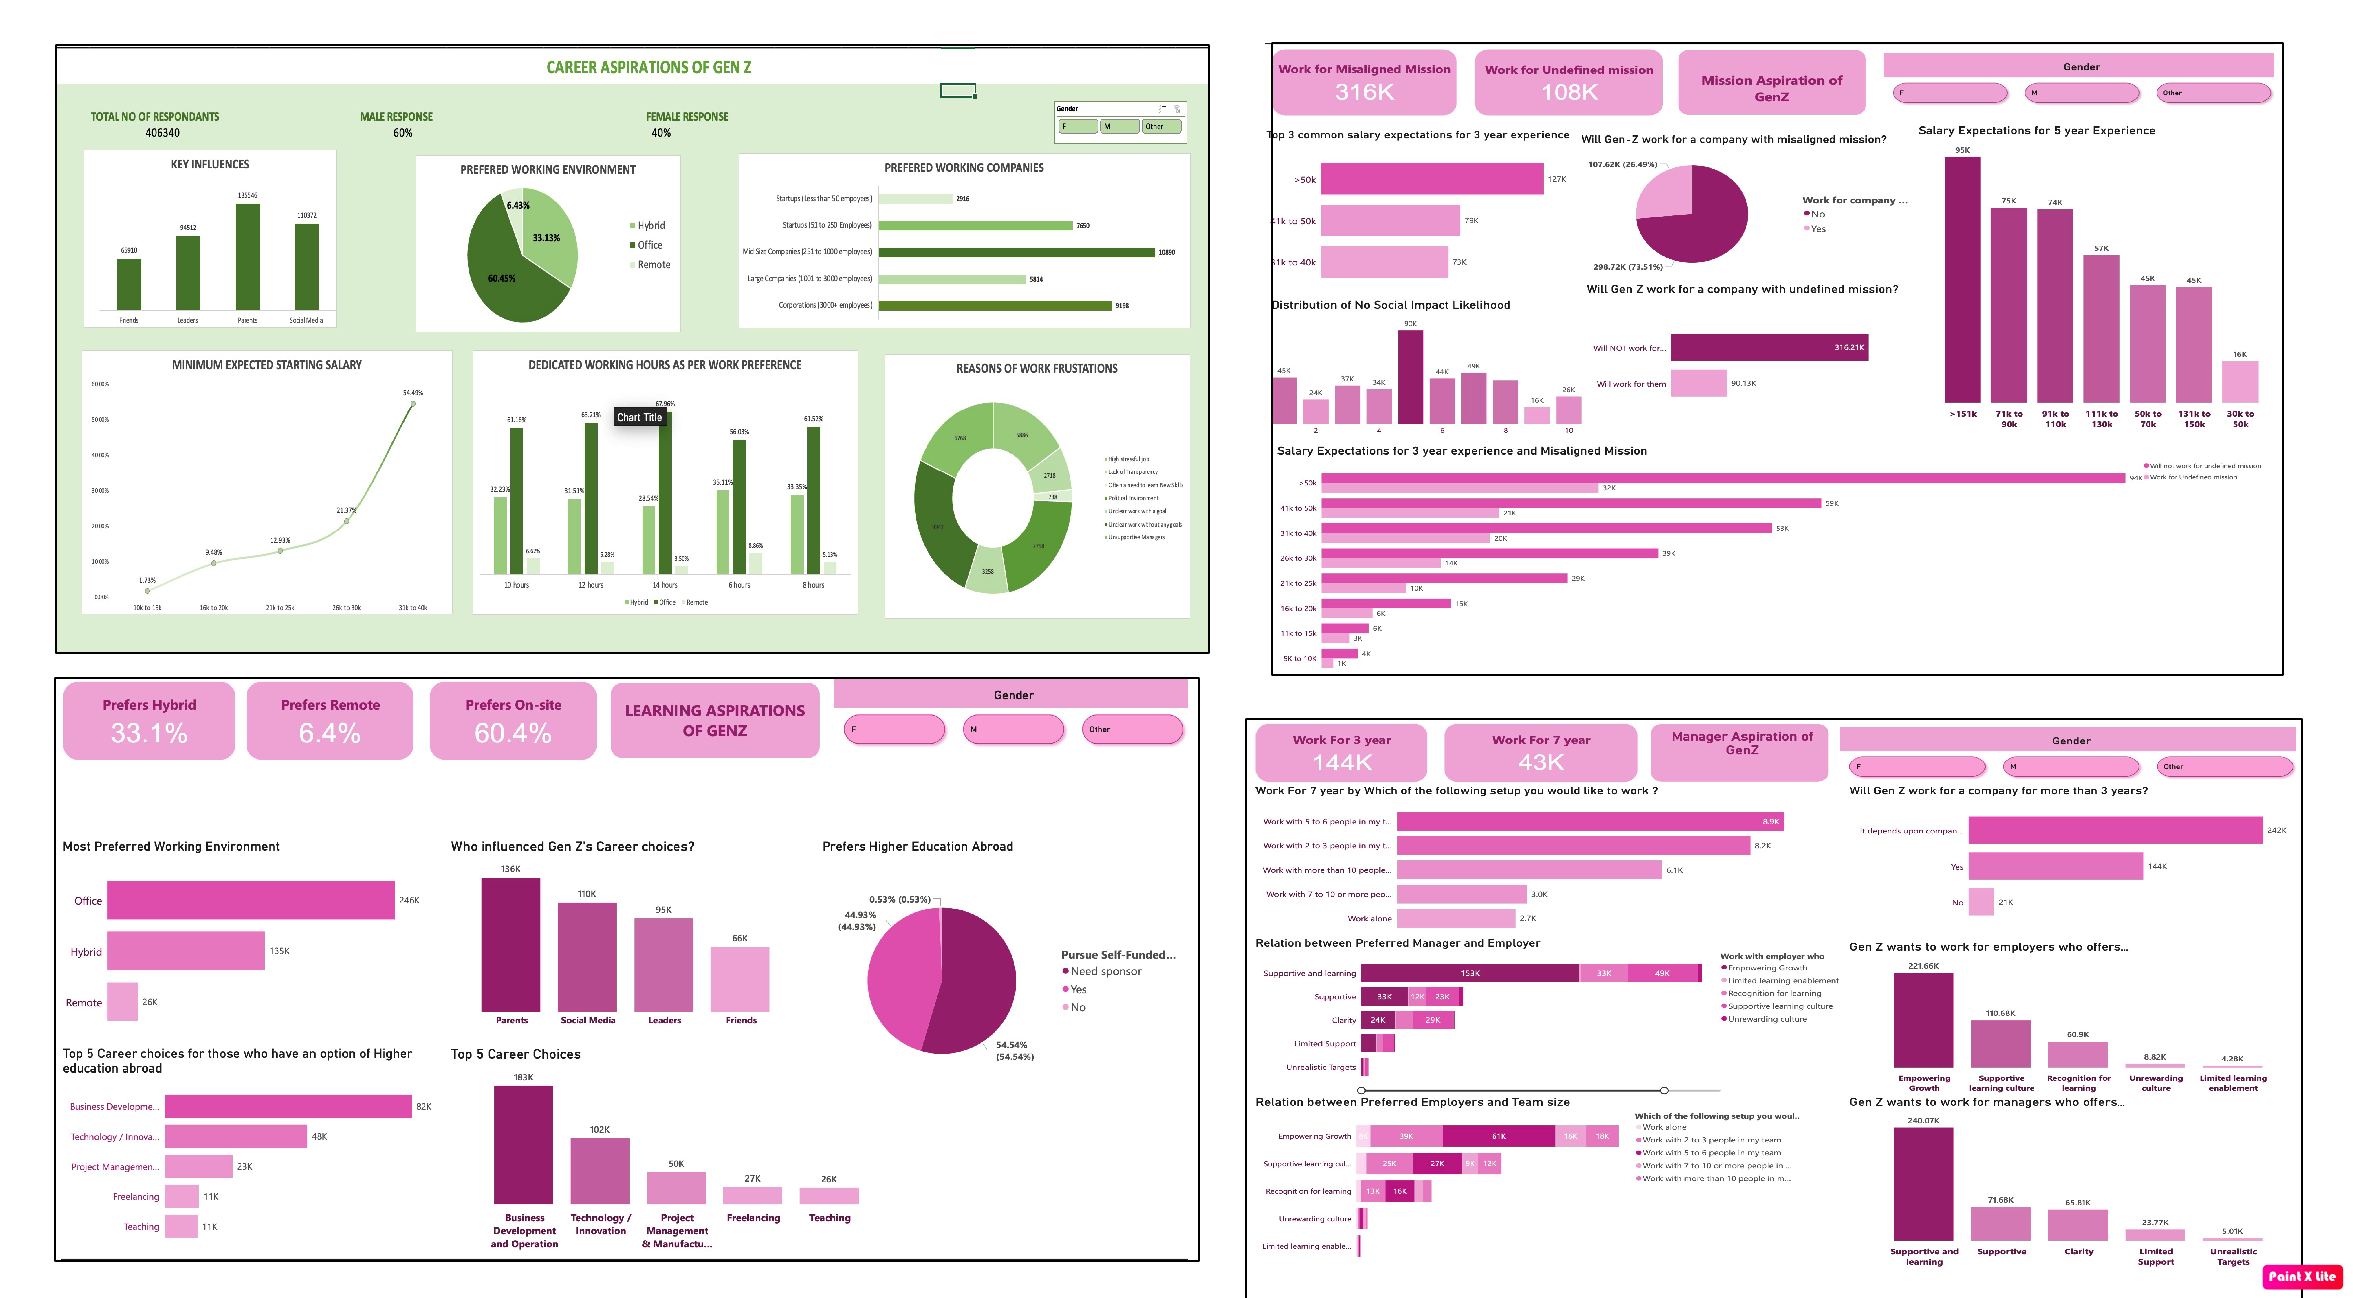 CAREER ASPIRATIONS OF GEN Z
TOTAL NO OF RESPONDANTS
406340
MALE RESPONSE
60%
FEMALE RESPONSE
40%
Gender
F
M
Other
KEY INFLUENCES
65910
94512
135546
110372
Friends
Leaders
Parents
Social Media
PREFERED WORKING ENVIRONMENT
6.43%
33.13%
60.45%
Hybrid
Office
Remote
PREFERED WORKING COMPANIES
Startups (51 to 250 Employees)
Mid Size Companies (251 to 1000 employees)
Large Companies (1001 to 3000 employees)
Corporations (3000+ employees)
2916
7650
10890
5814
MINIMUM EXPECTED STARTING SALARY
1.73%
9.48%
12.93%
21.37%
54.49%
16k to 20k
21k to 25k
26k to 30k
31k to 40k
DEDICATED WORKING HOURS AS PER WORK PREFERENCE
Chart Title
67.96%
28.54%
56.03%
10 hours
12 hours
14 hours
6 hours
8 hours
Hybrid
Office
Remote
REASONS OF WORK FRUSTATIONS
2718
3258
High stressful job
Lack of Transparency
Political Environment
Unclear work without any goals
Unsupportive Managers
Work for Misaligned Mission
316K
Work for Undefined mission
108K
Mission Aspiration of
GenZ
Gender
F
M
Other
Top 3 common salary expectations for 3 year experience
>50k
127K
41k to 50k
79K
31k to 40k
73K
Will Gen-Z work for a company with misaligned mission?
107.62K (26.49%)
298.72K (73.51%)
Work for company ...
No
Yes
Salary Expectations for 5 year Experience
95K
75K
74K
57K
45K
45K
16K
>151k
71k to
90k
91k to
110k
111k to
130k
50k to
70k
131k to
150k
30k to
50k
Distribution of No Social Impact Likelihood
45K
24K
37K
34K
90K
44K
49K
16K
26K
2
4
6
8
10
Will Gen Z work for a company with undefined mission?
Will NOT work for...
316.21K
Will work for them
90.13K
Salary Expectations for 3 year experience and Misaligned Mission
Will not work for undefined mission
Work for Undefined mission
>50k
94K
32K
41k to 50k
59K
21K
31k to 40k
53K
20K
26k to 30k
39K
14K
21k to 25k
29K
10K
16k to 20k
15K
6K
11k to 15k
6K
3K
5K to 10K
4K
1K
Prefers Hybrid
33.1%
Prefers Remote
6.4%
Prefers On-site
60.4%
LEARNING ASPIRATIONS
OF GENZ
Gender
F
M
Other
Most Preferred Working Environment
Office
246K
Hybrid
135K
Remote
26K
Who influenced Gen Z's Career choices?
136K
110K
95K
66K
Parents
Social Media
Leaders
Friends
Prefers Higher Education Abroad
0.53% (0.53%)
44.93%
(44.93%)
54.54%
(54.54%)
Pursue Self-Funded...
Need sponsor
Yes
No
Top 5 Career choices for those who have an option of Higher
education abroad
Business Developme...
82K
Technology / Innova...
48K
Project Managemen...
23K
Freelancing
11K
Teaching
11K
Top 5 Career Choices
183K
102K
50K
27K
26K
Business
Development
and Operation
Technology /
Innovation
Project
Management
& Manufactu...
Freelancing
Teaching
Work For 3 year
144K
Work For 7 year
43K
Manager Aspiration of
GenZ
Gender
F
M
Other
Work For 7 year by Which of the following setup you would like to work ?
Work with 5 to 6 people in my t...
8.9K
Work with 2 to 3 people in my t...
8.2K
Work with more than 10 people...
6.1K
Work with 7 to 10 or more peo...
3.0K
Work alone
2.7K
Will Gen Z work for a company for more than 3 years?
It depends upon compan...
242K
Yes
144K
No
21K
Relation between Preferred Manager and Employer
Supportive and learning
153K
33K
49K
Supportive
33K
12K
23K
Clarity
24K
29K
Limited Support
Unrealistic Targets
Work with employer who
Empowering Growth
Limited learning enablement
Recognition for learning
Supportive learning culture
Unrewarding culture
Gen Z wants to work for employers who offers...
221.66K
110.68K
60.9K
8.82K
4.28K
Empowering
Growth
Supportive
learning culture
Recognition for
learning
Unrewarding
culture
Limited learning
enablement
Relation between Preferred Employers and Team size
Empowering Growth
39K
61K
16K
18K
Supportive learning cul...
25K
27K
9K
12K
Recognition for learning
13K
16K
Unrewarding culture
Limited learning enable...
Which of the following setup you woul..
Work alone
Work with 2 to 3 people in my team
Work with 5 to 6 people in my team
Work with 7 to 10 or more people in ...
Work with more than 10 people in m...
Gen Z wants to work for managers who offers...
240.07K
71.68K
65.81K
23.77K
5.01K
Supportive and
learning
Supportive
Clarity
Limited
Support
Unrealistic
Targets
Paint X Lite